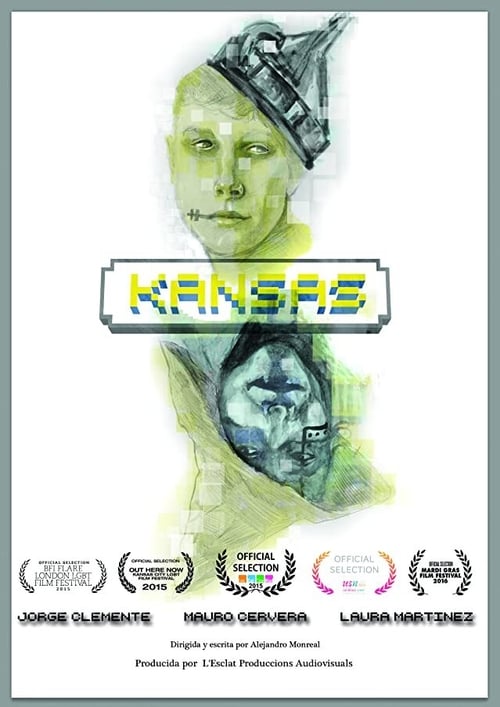 KANSAS
OFFICIAL SELECTION
BFI FLARE
LONDON LGBT
FILM FESTIVAL
2015
OFFICIAL SELECTION
OUT HERE NOW
KANSAS CITY LGBT
FILM FESTIVAL
2015
OFFICIAL
SELECTION
2015
OFFICIAL
SELECTION
OFFICIAL SELECTION
MARDI GRAS
FILM FESTIVAL
2016
JORGE CLEMENTE
MAURO CERVERA
LAURA MARTINEZ
Dirigida y escrita por Alejandro Monreal
Producida por L'Esclat Produccions Audiovisuals